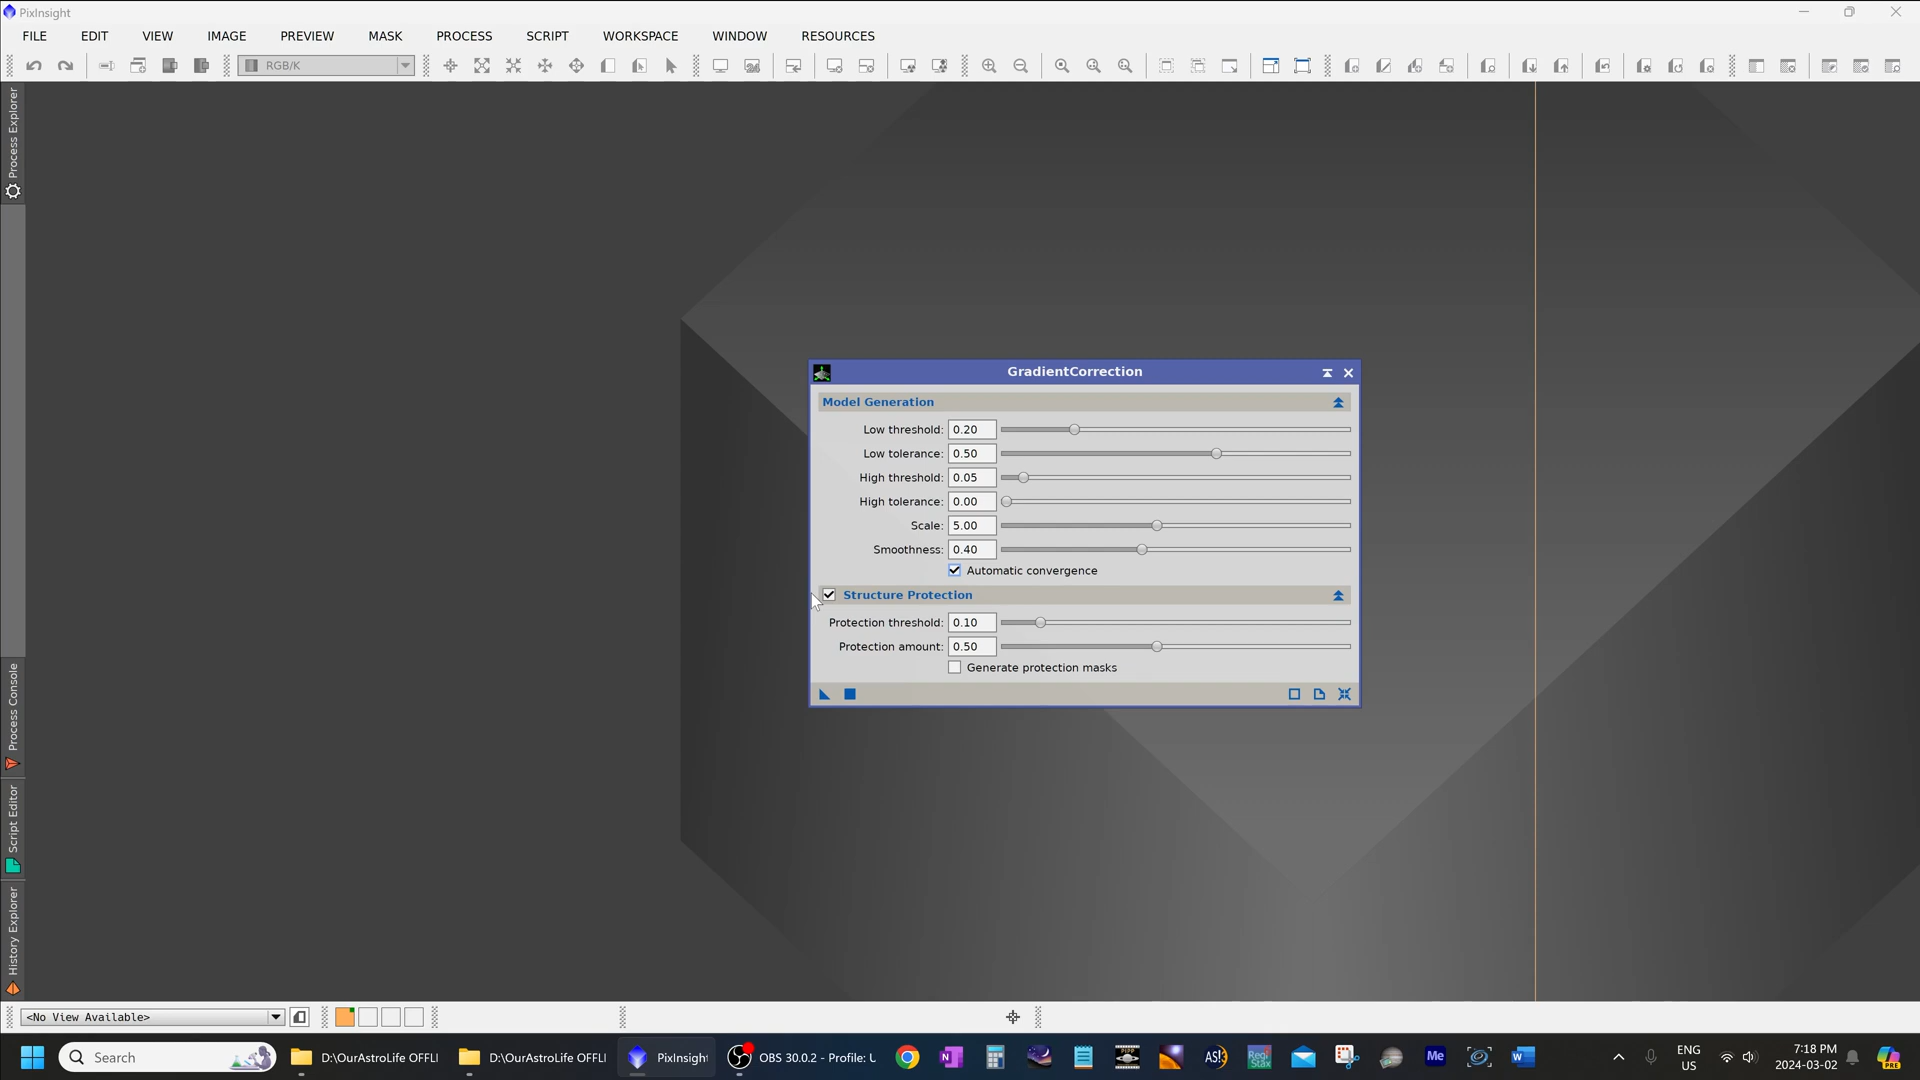 PixInsight
FILE EDIT VIEW IMAGE PREVIEW MASK PROCESS SCRIPT WORKSPACE WINDOW RESOURCES
RGB/K
Process Explorer
Process Console
Script Editor
History Explorer
GradientCorrection
Model Generation
Low threshold: 0.20
Low tolerance: 0.50
High threshold: 0.05
High tolerance: 0.00
Scale: 5.00
Smoothness: 0.40
Automatic convergence
Structure Protection
Protection threshold: 0.10
Protection amount: 0.50
Generate protection masks
<No View Available>
Search
D:\OurAstroLife OFFLI
D:\OurAstroLife OFFLI
PixInsight
OBS 30.0.2 - Profile: U
AS!3
Me
ENG
US
7:18 PM
2024-03-02
PRE